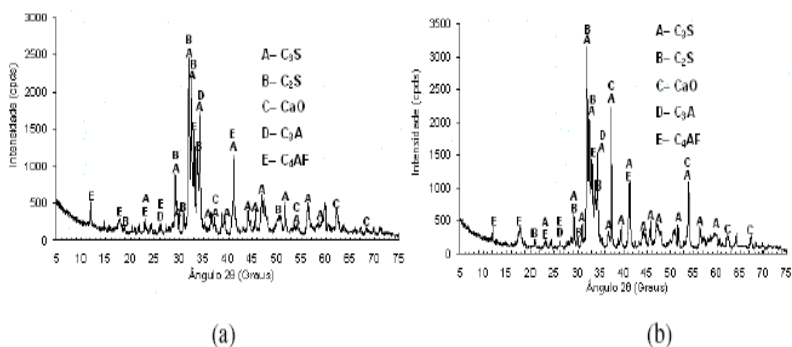 3000
2500
2000
1500
1000
500
0
Intensidade (cpds)
5 10 15 20 25 30 35 40 45 50 55 60 65 70 75
Ângulo 2θ (Graus)
A– C₃S
B– C₂S
C– CaO
D– C₃A
E– C₄AF
E
E
B
A
E
E
D
B
A
B
B
A
B
A
E
D
A
B
A
C
A
E
A
A
A
A
B
A
C
A
A
A
C
C
(a)
3500
3000
2500
2000
1500
1000
500
0
Intensidade (cpds)
5 10 15 20 25 30 35 40 45 50 55 60 65 70 75
Ângulo 2θ (Graus)
A– C₃S
B– C₂S
C– CaO
D– C₃A
E– C₄AF
E
E
B
A
E
E
D
B
A
A
B
A
B
A
E
D
A
B
A
C
A
A
A
E
A
A
A
A
C
A
A
A
C
C
(b)